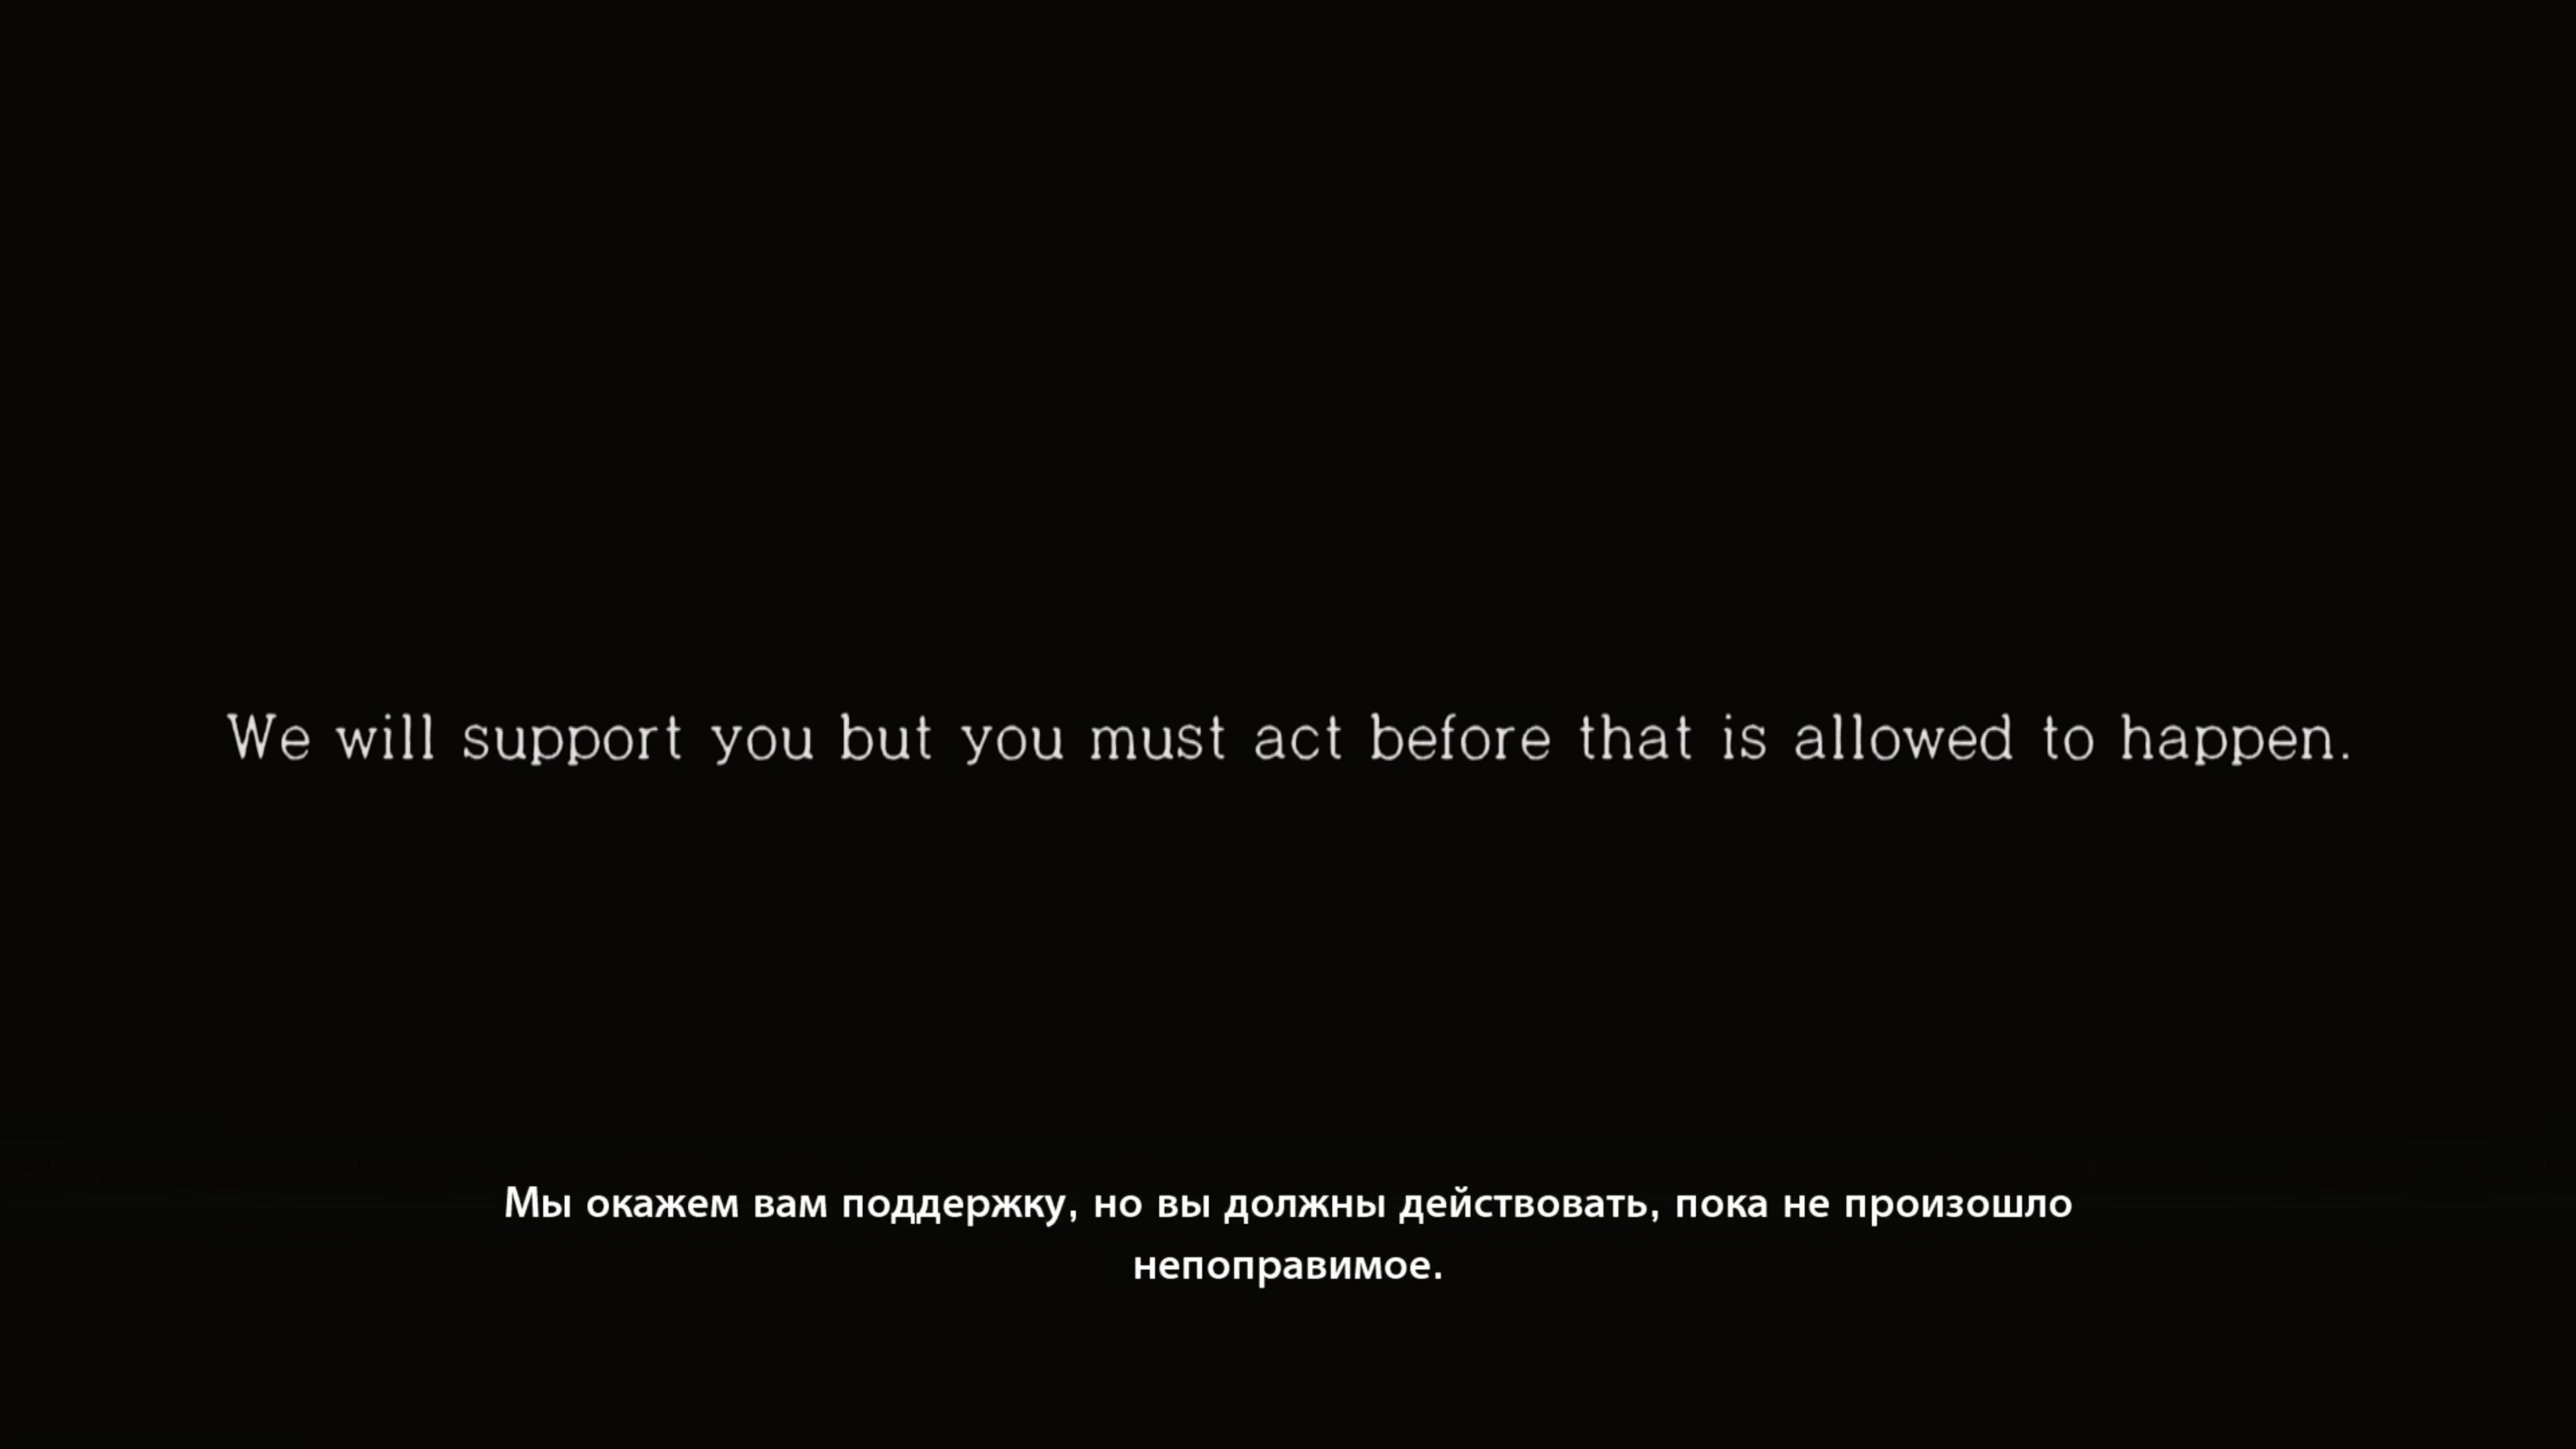 We will support you but you must act before that is allowed to happen.
Мы окажем вам поддержку, но вы должны действовать, пока не произошло
непоправимое.